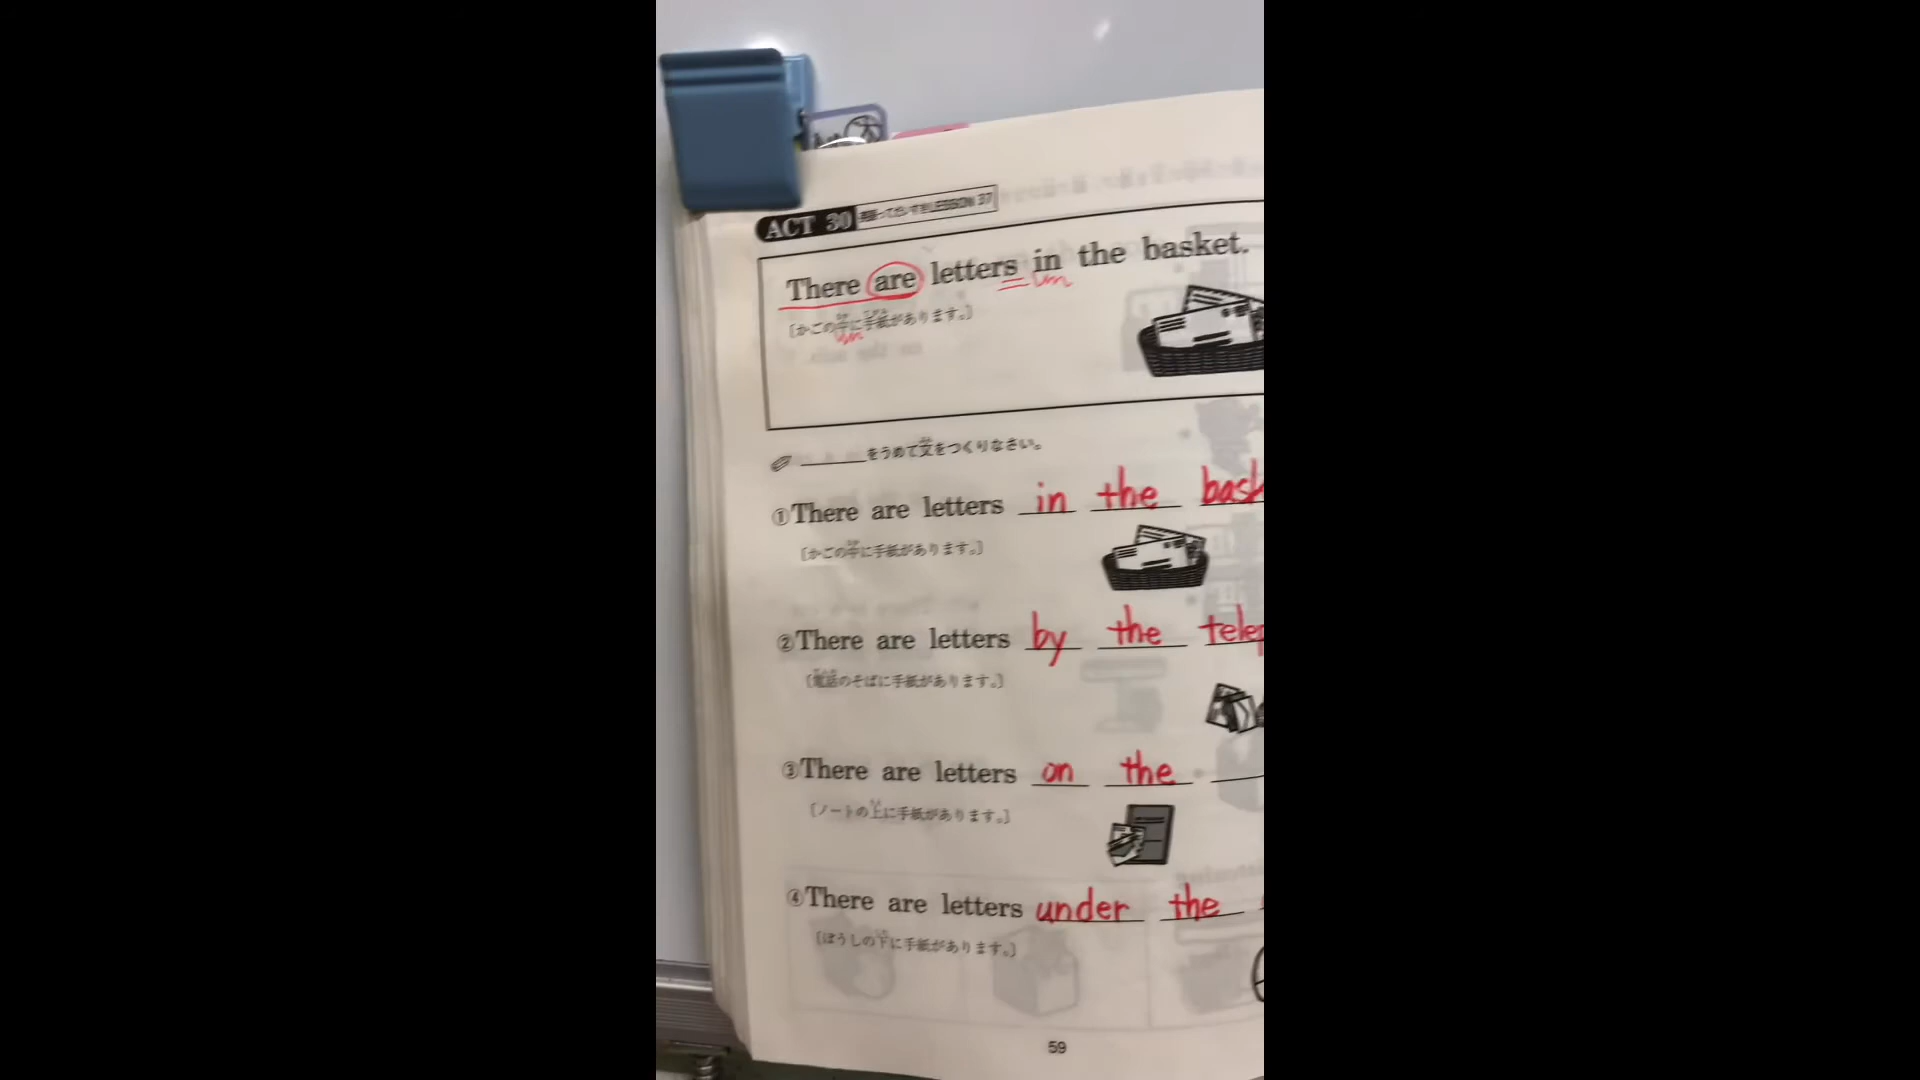 ACT 30 LESSON 37
There are letters in the basket.
〔かごの中に手紙があります。〕
をうめて文をつくりなさい。
①There are letters in the bask
〔かごの中に手紙があります。〕
②There are letters by the telep
〔電話のそばに手紙があります。〕
③There are letters on the
〔ノートの上に手紙があります。〕
④There are letters under the
〔ぼうしの下に手紙があります。〕
59